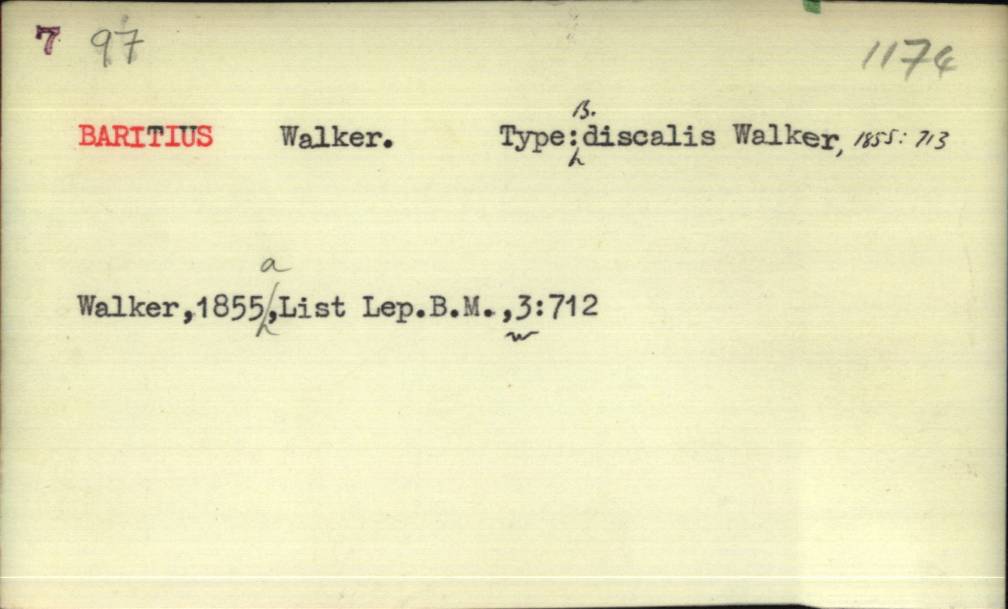 7 97 1174
BARITIUS Walker. Type: B. discalis Walker, 1855: 713
Walker, 1855a, List Lep.B.M., 3:712